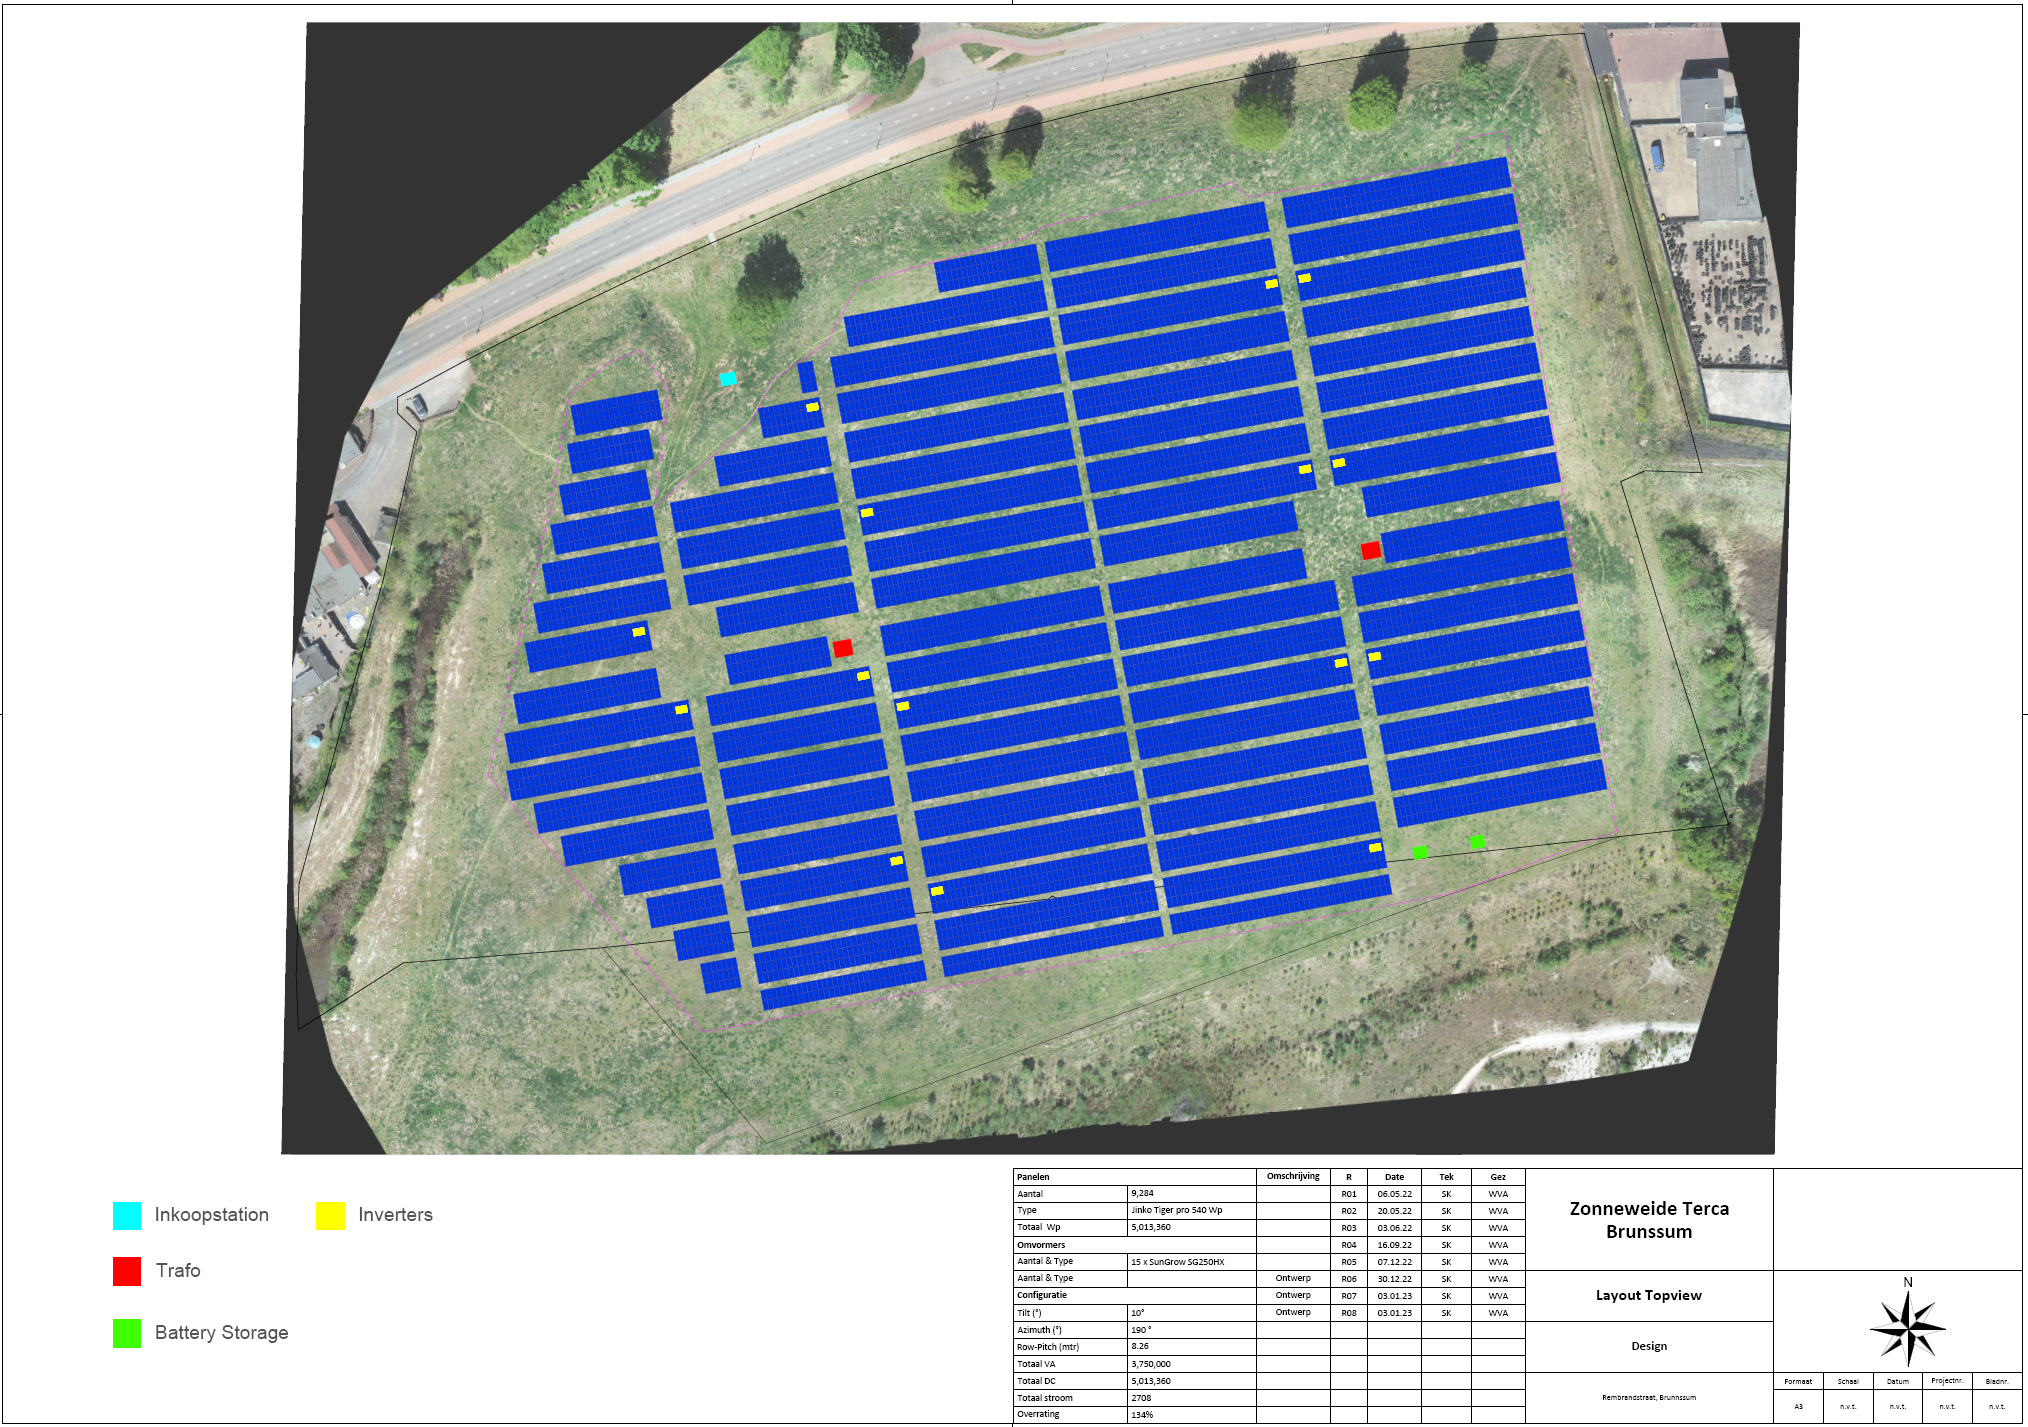 Inkoopstation
Inverters
Trafo
Battery Storage
Panelen Omschrijving R Date Tek Gez
Aantal 9,284 R01 06.05.22 SK WVA
Type Jinko Tiger pro 540 Wp R02 20.05.22 SK WVA
Totaal Wp 5,013,360 R03 03.06.22 SK WVA
Omvormers R04 16.09.22 SK WVA
Aantal & Type 15 x SunGrow SG250HX R05 07.12.22 SK WVA
Aantal & Type Ontwerp R06 30.12.22 SK WVA
Configuratie Ontwerp R07 03.01.23 SK WVA
Tilt (°) 10° Ontwerp R08 03.01.23 SK WVA
Azimuth (°) 190 °
Row-Pitch (mtr) 8.26
Totaal VA 3,750,000
Totaal DC 5,013,360
Totaal stroom 2708
Overrating 134%
Zonneweide Terca
Brunssum
Layout Topview
Design
Rembrandstraat, Brunnssum
N
Formaat Schaal Datum Projectnr. Bladnr.
A3 n.v.t. n.v.t. n.v.t. n.v.t.